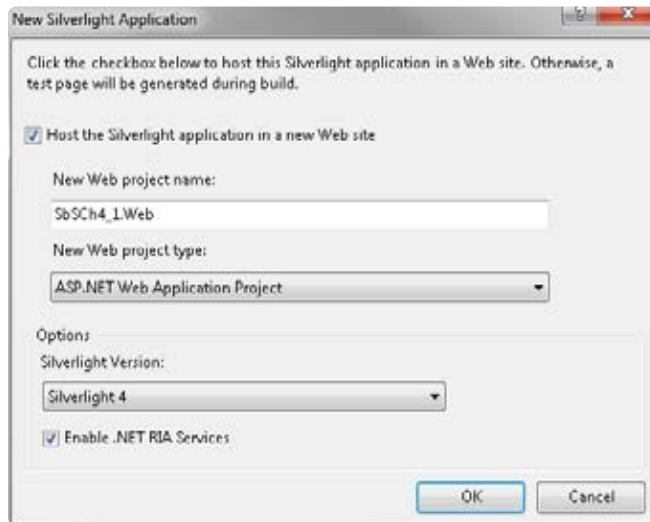 New Silverlight Application
Click the checkbox below to host this Silverlight application in a Web site. Otherwise, a
test page will be generated during build.
Host the Silverlight application in a new Web site
New Web project name:
SbSCh4_1.Web
New Web project type:
ASP.NET Web Application Project
Options
Silverlight Version:
Silverlight 4
Enable .NET RIA Services
OK Cancel